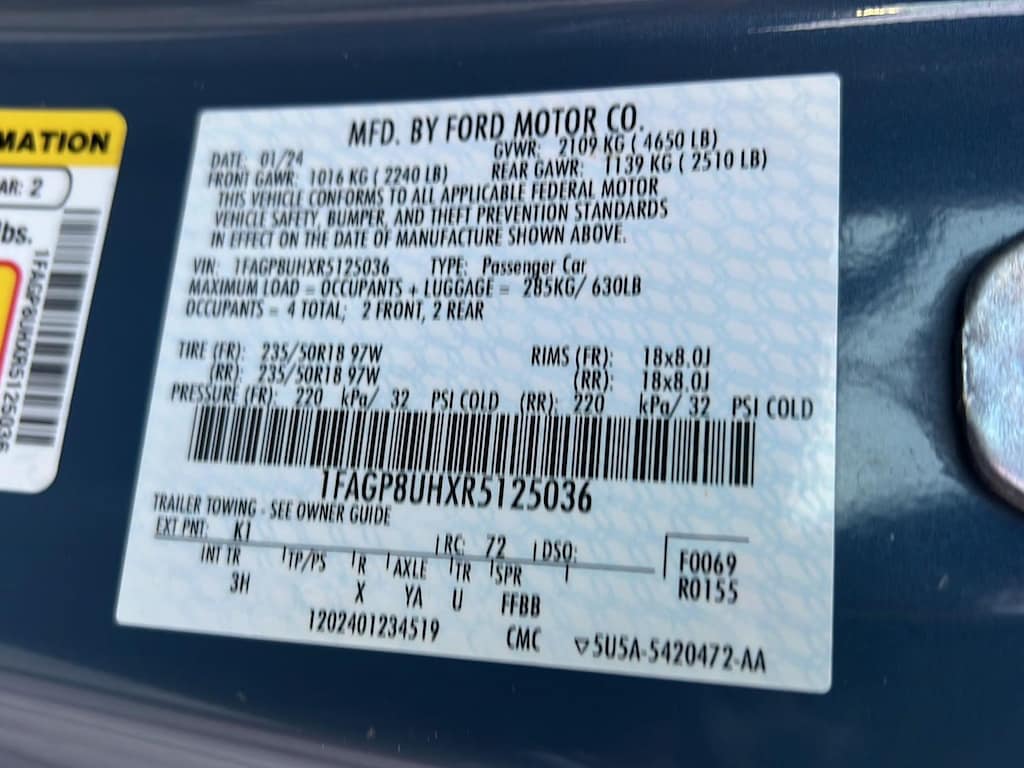 MATION
AR: 2
lbs.
1FAGP8UHXR5125036
MFD. BY FORD MOTOR CO.
DATE: 01/24 GVWR: 2109 KG ( 4650 LB)
FRONT GAWR: 1016 KG ( 2240 LB) REAR GAWR: 1139 KG ( 2510 LB)
THIS VEHICLE CONFORMS TO ALL APPLICABLE FEDERAL MOTOR
VEHICLE SAFETY, BUMPER, AND THEFT PREVENTION STANDARDS
IN EFFECT ON THE DATE OF MANUFACTURE SHOWN ABOVE.
VIN: 1FAGP8UHXR5125036 TYPE: Passenger Car
MAXIMUM LOAD = OCCUPANTS + LUGGAGE = 285KG/ 630LB
OCCUPANTS = 4 TOTAL; 2 FRONT, 2 REAR
TIRE (FR): 235/50R18 97W RIMS (FR): 18x8.0J
(RR): 235/50R18 97W (RR): 18x8.0J
PRESSURE (FR): 220 kPa/ 32 PSI COLD (RR): 220 kPa/ 32 PSI COLD
1FAGP8UHXR5125036
TRAILER TOWING - SEE OWNER GUIDE
EXT PNT: K1 RC: 72 DSO:
INT TR TP/PS R AXLE TR SPR F0069
3H X YA U FFBB R0155
1202401234519 CMC ▽5U5A-5420472-AA